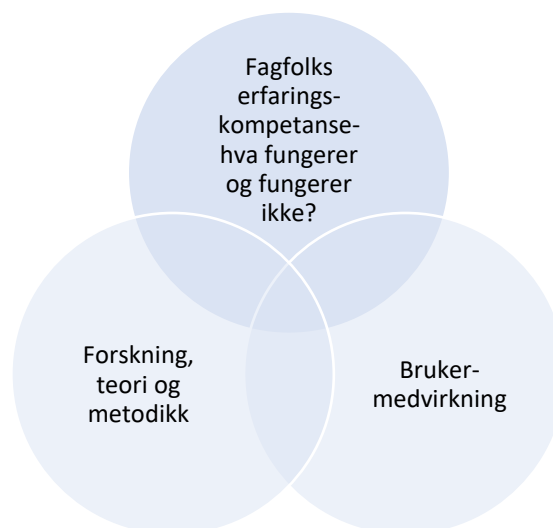 Fagfolks
erfarings-
kompetanse-
hva fungerer
og fungerer
ikke?
Forskning,
teori og
metodikk
Bruker-
medvirkning